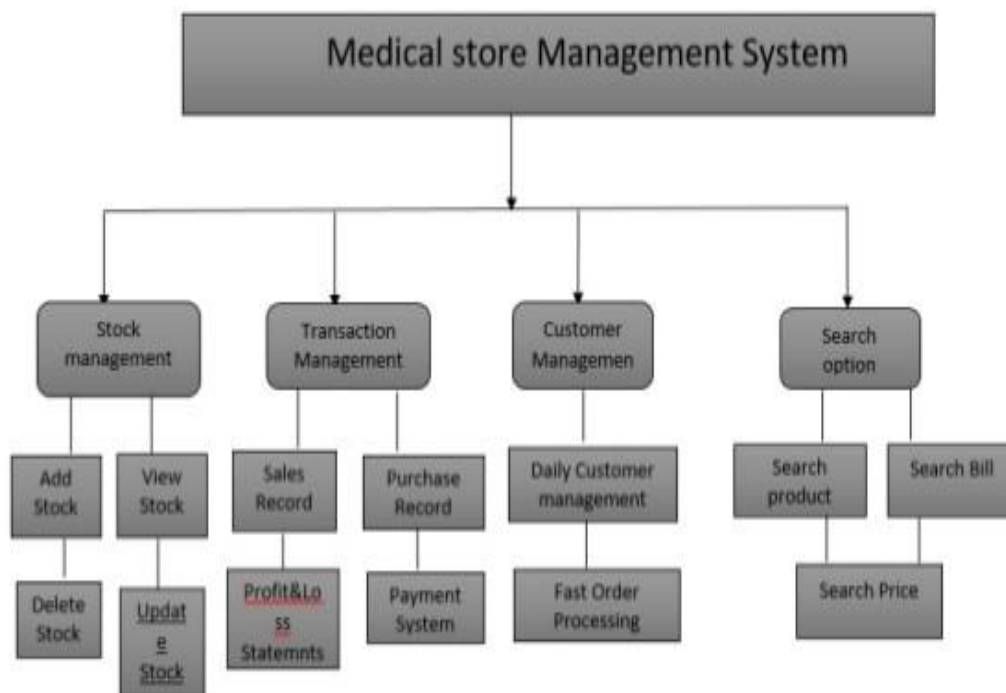 Medical store Management System
Stock
management
Transaction
Management
Customer
Managemen
Search
option
Add
Stock
View
Stock
Sales
Record
Purchase
Record
Daily Customer
management
Search
product
Search Bill
Delete
Stock
Updat
e
Stock
Profit&Lo
ss
Statemnts
Payment
System
Fast Order
Processing
Search Price